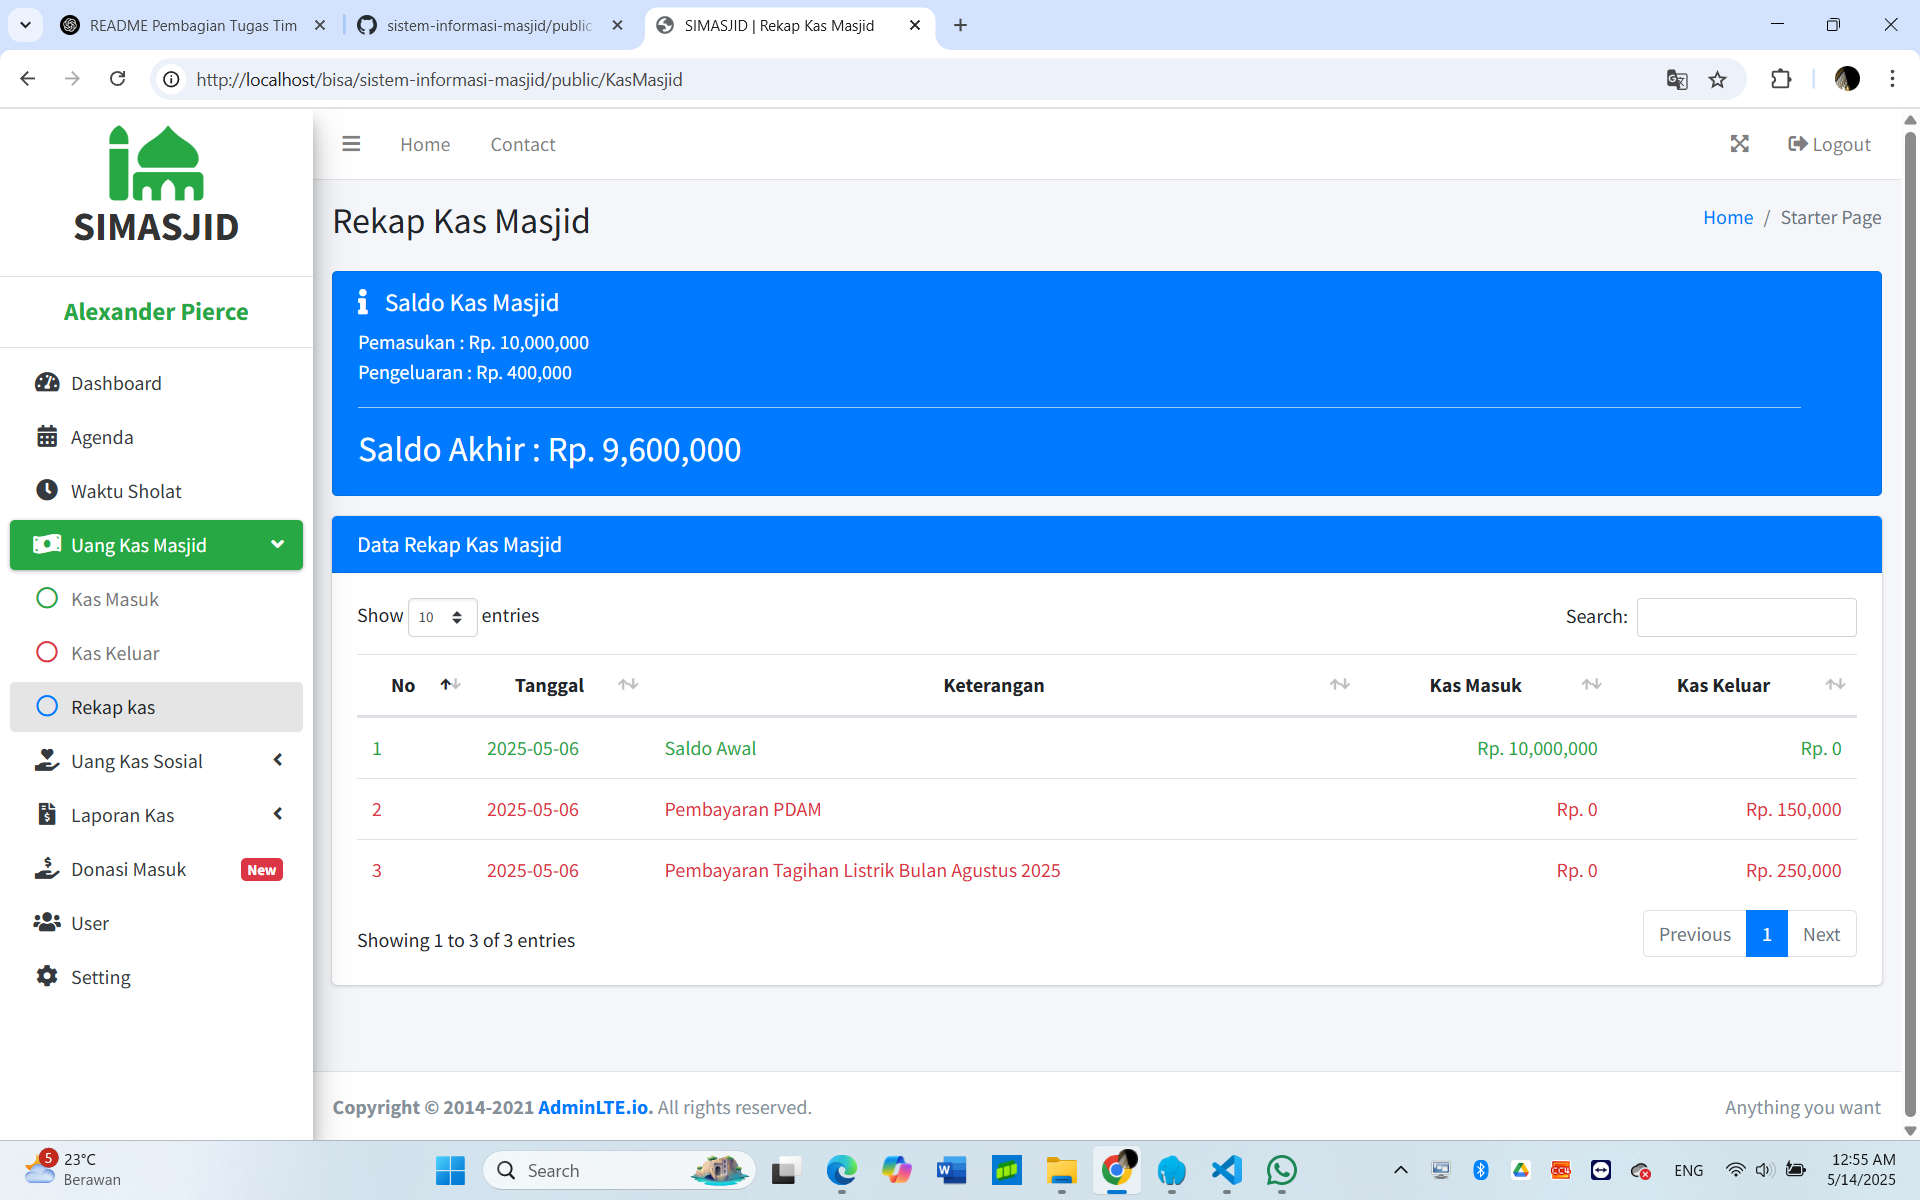 README Pembagian Tugas Tim
sistem-informasi-masjid/public
SIMASJID | Rekap Kas Masjid
http://localhost/bisa/sistem-informasi-masjid/public/KasMasjid
SIMASJID
Home
Contact
Logout
Rekap Kas Masjid
Home / Starter Page
Alexander Pierce
Dashboard
Agenda
Waktu Sholat
Uang Kas Masjid
Kas Masuk
Kas Keluar
Rekap kas
Uang Kas Sosial
Laporan Kas
Donasi Masuk New
User
Setting
Saldo Kas Masjid
Pemasukan : Rp. 10,000,000
Pengeluaran : Rp. 400,000
Saldo Akhir : Rp. 9,600,000
Data Rekap Kas Masjid
Show 10 entries
Search:
No Tanggal Keterangan Kas Masuk Kas Keluar
1 2025-05-06 Saldo Awal Rp. 10,000,000 Rp. 0
2 2025-05-06 Pembayaran PDAM Rp. 0 Rp. 150,000
3 2025-05-06 Pembayaran Tagihan Listrik Bulan Agustus 2025 Rp. 0 Rp. 250,000
Showing 1 to 3 of 3 entries
Previous 1 Next
Copyright © 2014-2021 AdminLTE.io. All rights reserved.
Anything you want
5
23°C
Berawan
Search
ENG
12:55 AM
5/14/2025